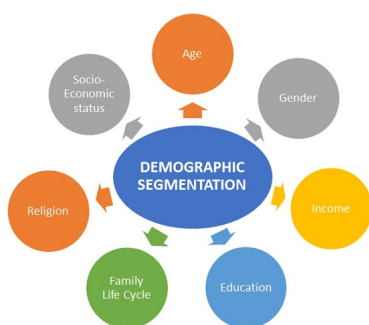 Age
Socio-
Economic
status
Gender
DEMOGRAPHIC
SEGMENTATION
Religion
Income
Family
Life Cycle
Education